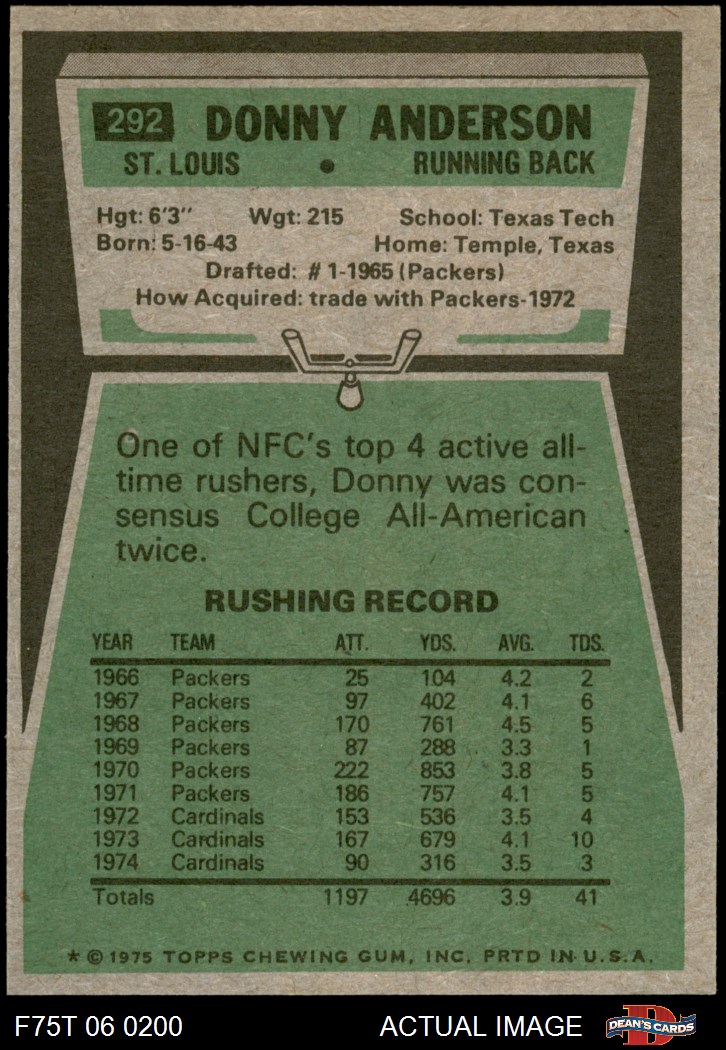 292 DONNY ANDERSON
ST. LOUIS • RUNNING BACK
Hgt: 6'3'' Wgt: 215 School: Texas Tech
Born: 5-16-43 Home: Temple, Texas
Drafted: #1-1965 (Packers)
How Acquired: trade with Packers-1972
One of NFC's top 4 active all-
time rushers, Donny was con-
sensus College All-American
twice.
RUSHING RECORD
YEAR TEAM ATT. YDS. AVG. TDS.
1966 Packers 25 104 4.2 2
1967 Packers 97 402 4.1 6
1968 Packers 170 761 4.5 5
1969 Packers 87 288 3.3 1
1970 Packers 222 853 3.8 5
1971 Packers 186 757 4.1 5
1972 Cardinals 153 536 3.5 4
1973 Cardinals 167 679 4.1 10
1974 Cardinals 90 316 3.5 3
Totals 1197 4696 3.9 41
* © 1975 TOPPS CHEWING GUM, INC. PRTD IN U.S.A.
F75T 06 0200 ACTUAL IMAGE D DEAN'S CARDS